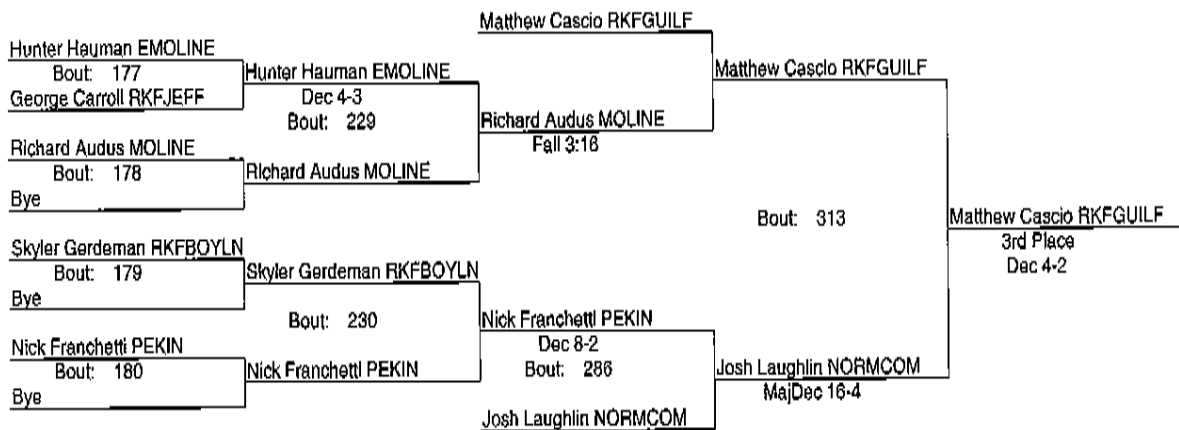 Matthew Cascio RKFGUILF
Hunter Hauman EMOLINE
Bout: 177
George Carroll RKFJEFF
Hunter Hauman EMOLINE
Dec 4-3
Bout: 229
Matthew Cascio RKFGUILF
Richard Audus MOLINE
Fall 3:16
Richard Audus MOLINE
Bout: 178
Bye
Richard Audus MOLINE
Bout: 313
Matthew Cascio RKFGUILF
3rd Place
Dec 4-2
Skyler Gerdeman RKFBOYLN
Bout: 179
Bye
Skyler Gerdeman RKFBOYLN
Bout: 230
Nick Franchetti PEKIN
Dec 8-2
Bout: 286
Nick Franchetti PEKIN
Bout: 180
Bye
Nick Franchetti PEKIN
Josh Laughlin NORMCOM
MajDec 16-4
Josh Laughlin NORMCOM